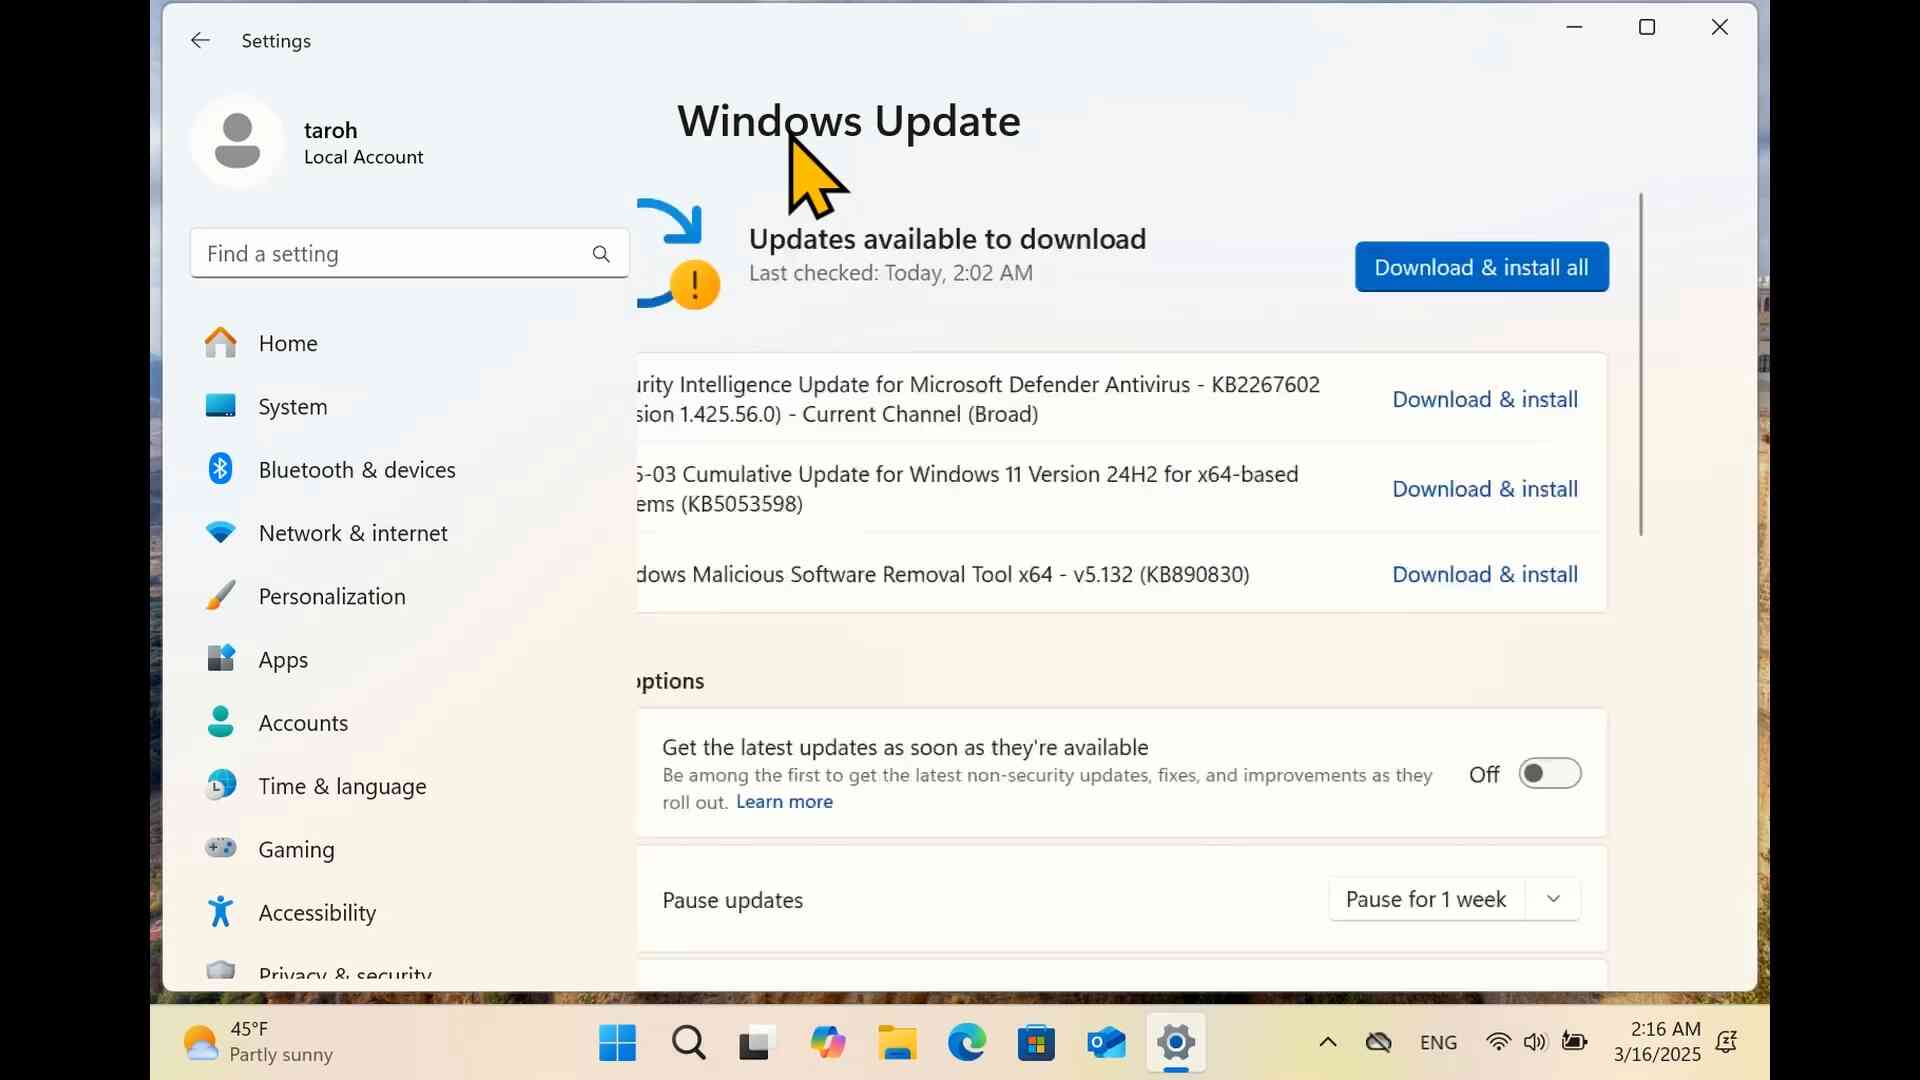 Settings
taroh
Local Account
Find a setting
Home
System
Bluetooth & devices
Network & internet
Personalization
Apps
Accounts
Time & language
Gaming
Accessibility
Privacy & security
Windows Update
Updates available to download
Last checked: Today, 2:02 AM
Download & install all
urity Intelligence Update for Microsoft Defender Antivirus - KB2267602
sion 1.425.56.0) - Current Channel (Broad)
Download & install
5-03 Cumulative Update for Windows 11 Version 24H2 for x64-based
ems (KB5053598)
Download & install
dows Malicious Software Removal Tool x64 - v5.132 (KB890830)
Download & install
options
Get the latest updates as soon as they're available
Be among the first to get the latest non-security updates, fixes, and improvements as they
roll out. Learn more
Off
Pause updates
Pause for 1 week
45°F
Partly sunny
ENG
2:16 AM
3/16/2025